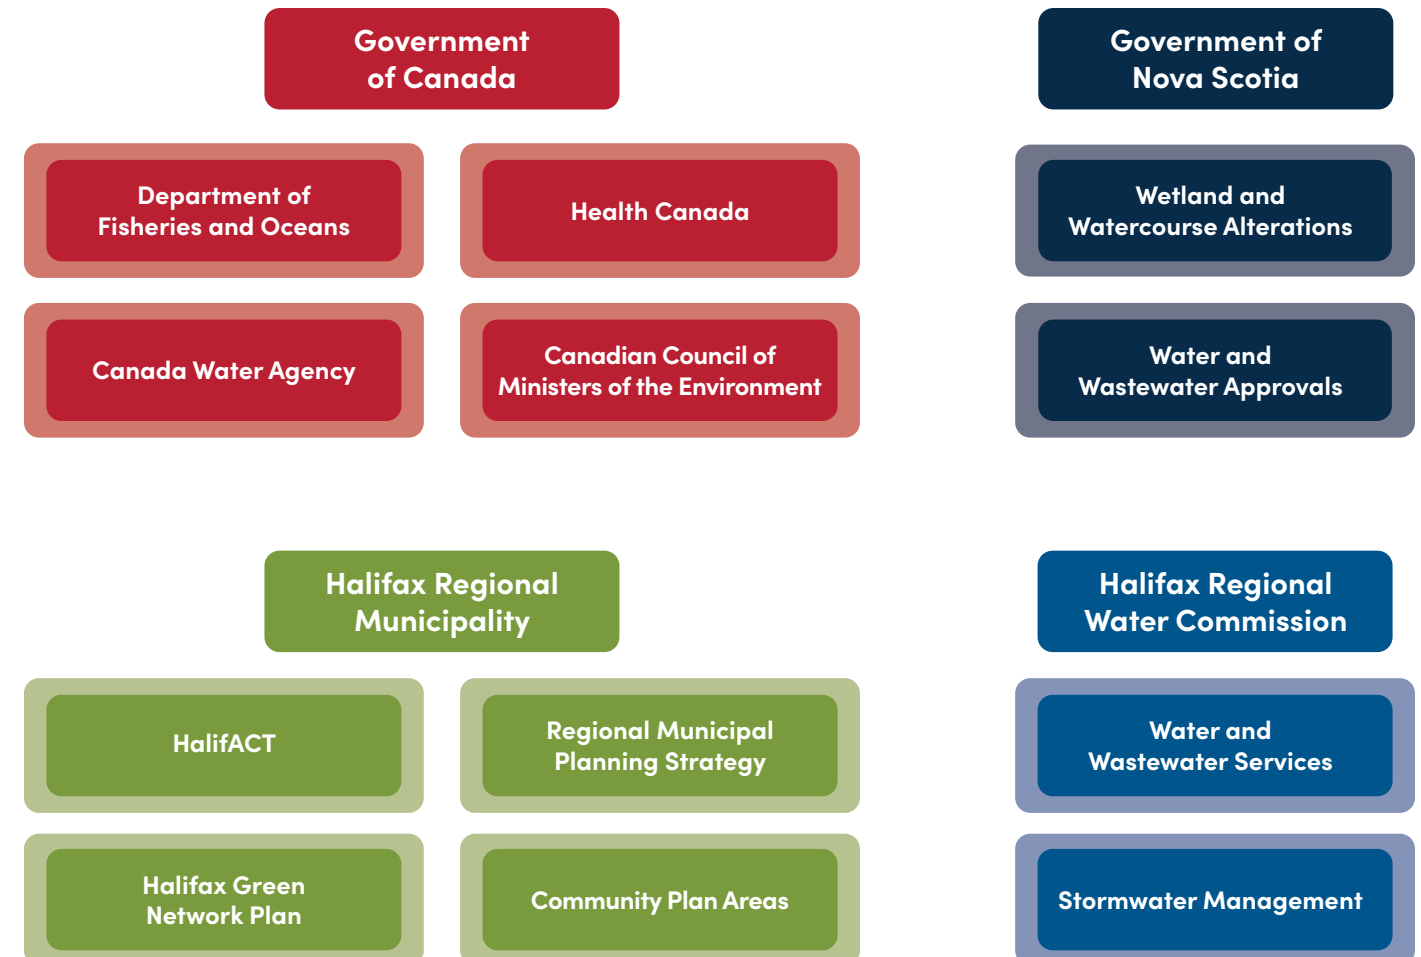 Government
of Canada
Department of
Fisheries and Oceans
Health Canada
Canada Water Agency
Canadian Council of
Ministers of the Environment
Government of
Nova Scotia
Wetland and
Watercourse Alterations
Water and
Wastewater Approvals
Halifax Regional
Municipality
HalifACT
Regional Municipal
Planning Strategy
Halifax Green
Network Plan
Community Plan Areas
Halifax Regional
Water Commission
Water and
Wastewater Services
Stormwater Management